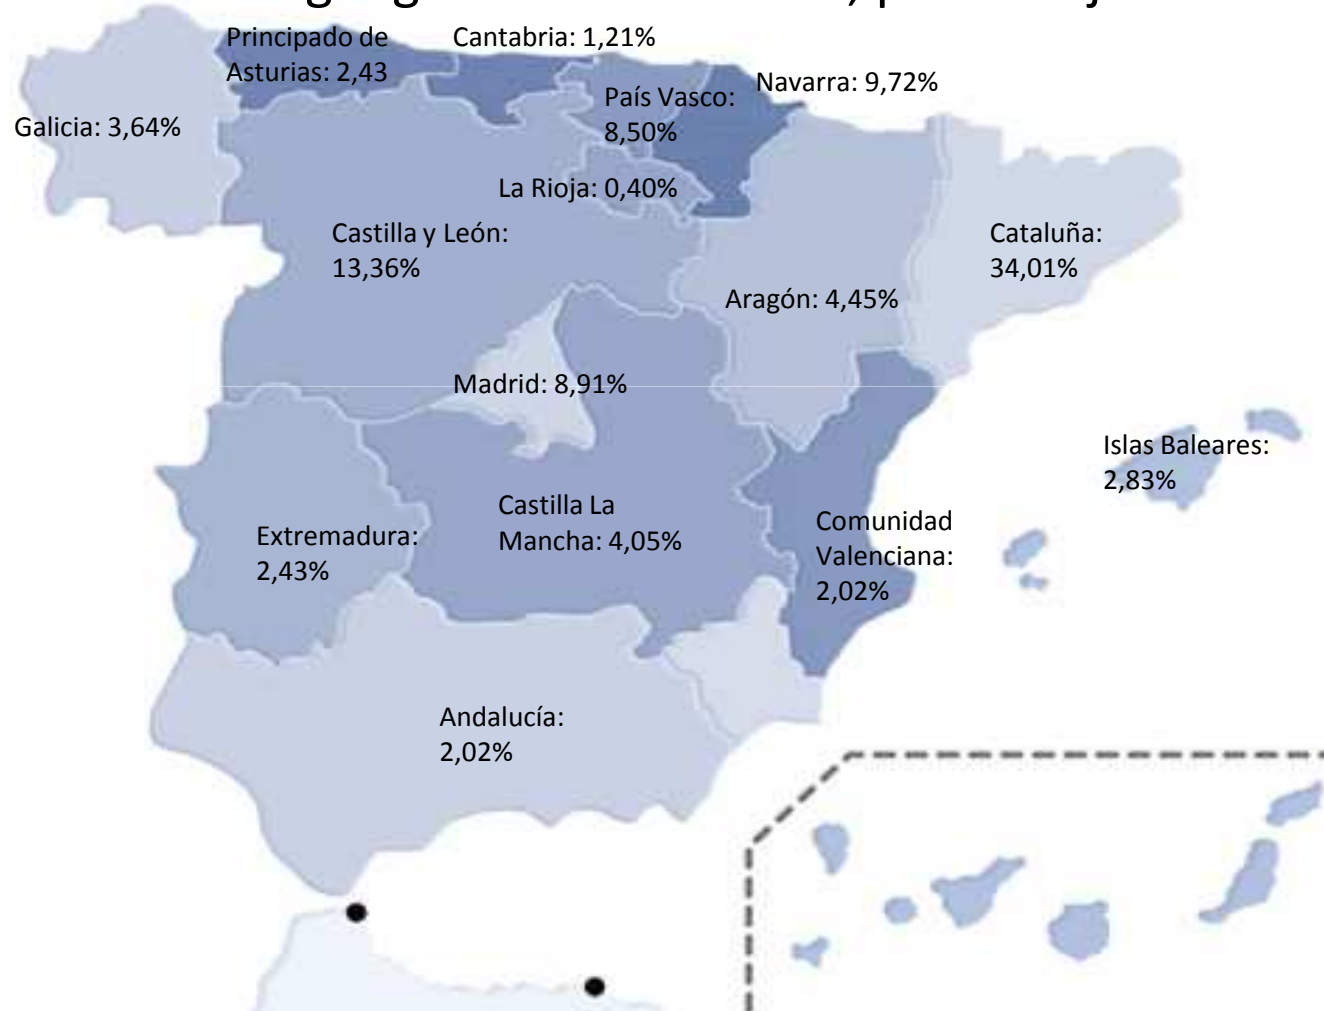 Principado de
Asturias: 2,43
Cantabria: 1,21%
Navarra: 9,72%
País Vasco:
8,50%
Galicia: 3,64%
La Rioja: 0,40%
Castilla y León:
13,36%
Cataluña:
34,01%
Aragón: 4,45%
Madrid: 8,91%
Islas Baleares:
2,83%
Castilla La
Mancha: 4,05%
Comunidad
Valenciana:
2,02%
Extremadura:
2,43%
Andalucía:
2,02%